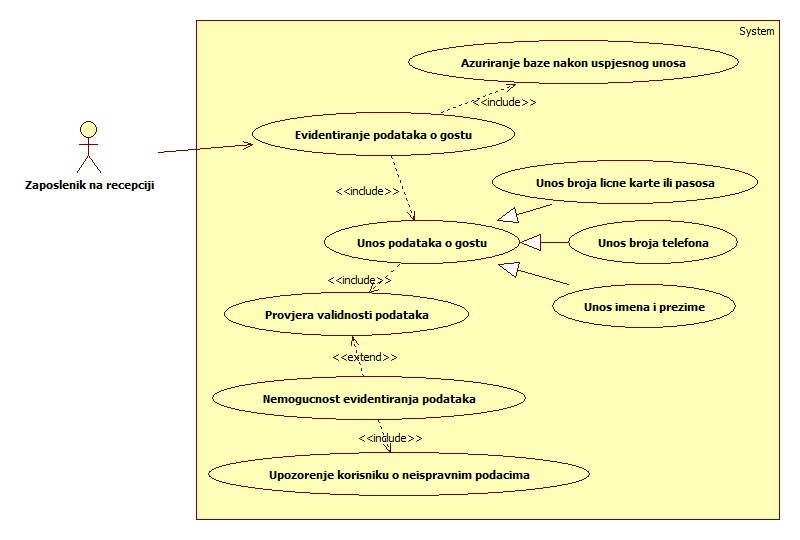 System
Azuriranje baze nakon uspjesnog unosa
<<include>>
Evidentiranje podataka o gostu
Zaposlenik na recepciji
<<include>>
Unos broja licne karte ili pasosa
Unos podataka o gostu
Unos broja telefona
<<include>>
Unos imena i prezime
Provjera validnosti podataka
<<extend>>
Nemogucnost evidentiranja podataka
<<include>>
Upozorenje korisniku o neispravnim podacima